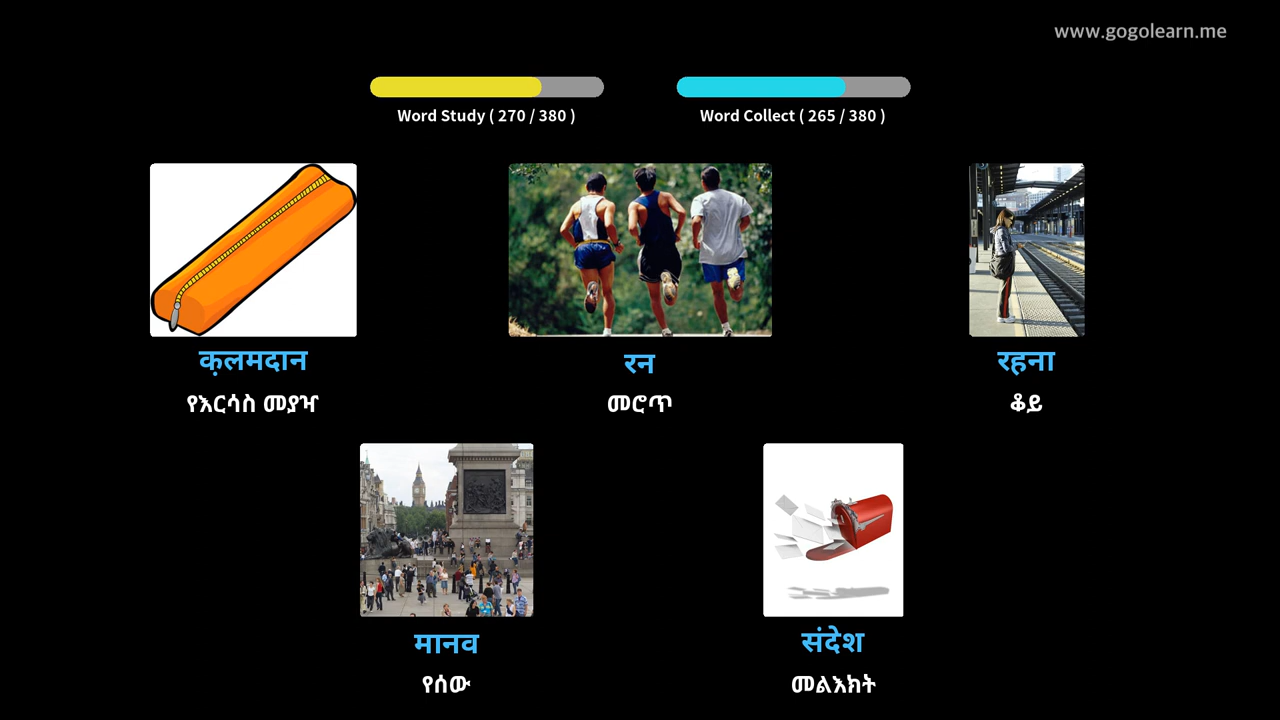 www.gogolearn.me
Word Study ( 270 / 380 )
Word Collect ( 265 / 380 )
क़लमदान
रन
रहना
የእርሳስ መያዣ
መሮጥ
ቆይ
मानव
संदेश
የሰው
መልእክት